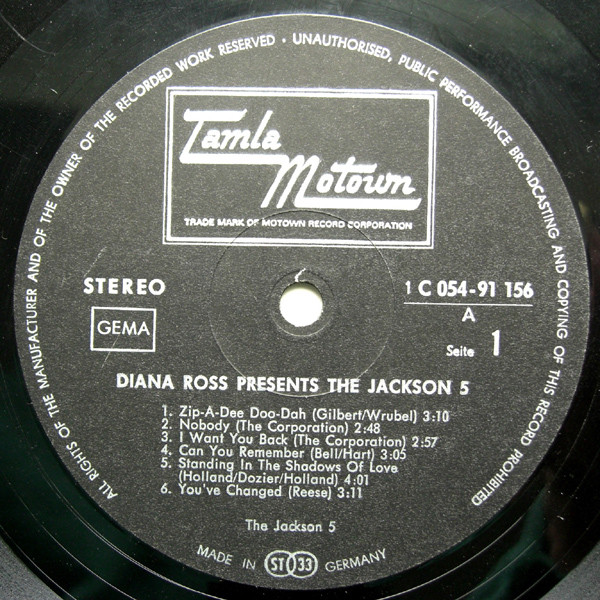 ALL RIGHTS OF THE MANUFACTURER AND OF THE OWNER OF THE RECORDED WORK RESERVED · UNAUTHORISED, PUBLIC PERFORMANCE BROADCASTING AND COPYING OF THIS RECORD PROHIBITED
Tamla
Motown
TRADE MARK OF MOTOWN RECORD CORPORATION
STEREO
1 C 054-91 156
GEMA
A
Seite 1
DIANA ROSS PRESENTS THE JACKSON 5
1. Zip-A-Dee Doo-Dah (Gilbert/Wrubel) 3:10
2. Nobody (The Corporation) 2:48
3. I Want You Back (The Corporation) 2:57
4. Can You Remember (Bell/Hart) 3:05
5. Standing In The Shadows Of Love
(Holland/Dozier/Holland) 4:01
6. You've Changed (Reese) 3:11
The Jackson 5
MADE IN ST 33 GERMANY